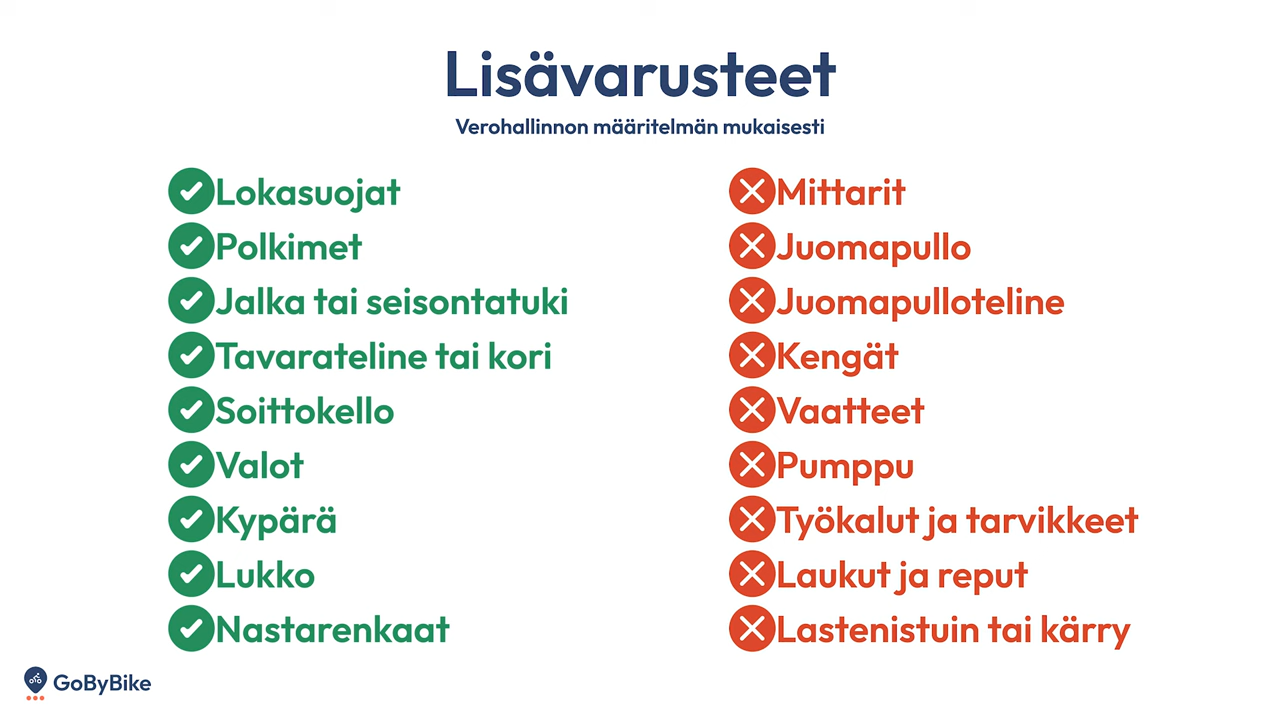 Lisävarusteet
Verohallinnon määritelmän mukaisesti
Lokasuojat
Polkimet
Jalka tai seisontatuki
Tavarateline tai kori
Soittokello
Valot
Kypärä
Lukko
Nastarenkaat
Mittarit
Juomapullo
Juomapulloteline
Kengät
Vaatteet
Pumppu
Työkalut ja tarvikkeet
Laukut ja reput
Lastenistuin tai kärry
GoByBike